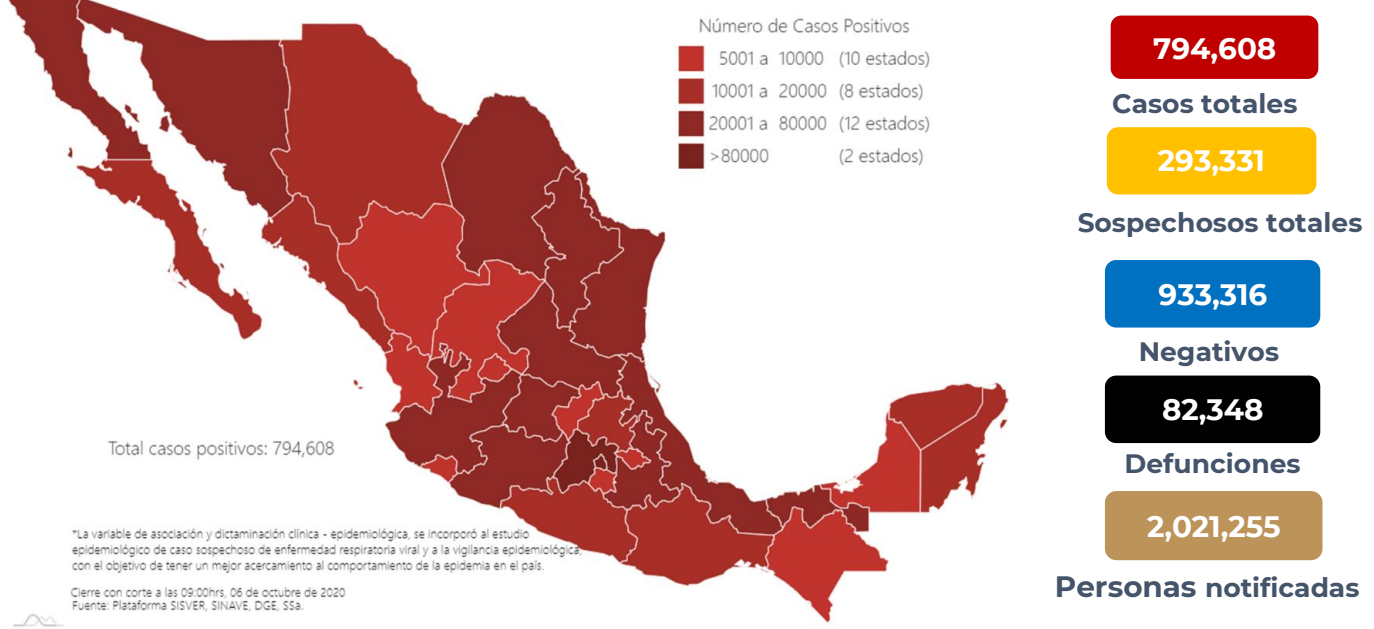 Número de Casos Positivos
5001 a 10000 (10 estados)
10001 a 20000 (8 estados)
20001 a 80000 (12 estados)
>80000 (2 estados)
794,608
Casos totales
293,331
Sospechosos totales
933,316
Negativos
82,348
Defunciones
2,021,255
Personas notificadas
Total casos positivos: 794,608
*La variable de asociación y dictaminación clínica - epidemiológica, se incorporó al estudio
epidemiológico de caso sospechoso de enfermedad respiratoria viral y a la vigilancia epidemiológica,
con el objetivo de tener un mejor acercamiento al comportamiento de la epidemia en el país.
Cierre con corte a las 09:00hrs, 06 de octubre de 2020
Fuente: Plataforma SISVER, SINAVE, DGE, SSa.